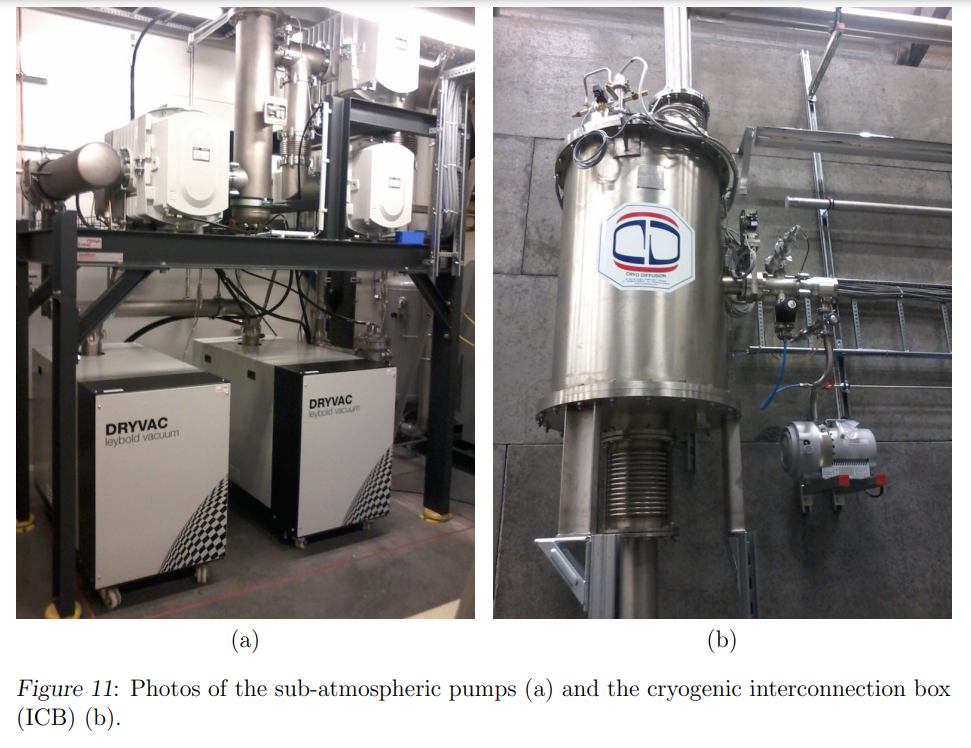 DRYVAC
leybold vacuum
DRYVAC
leybold vacuum
CRYO DIFFUSION
(a)
(b)
Figure 11: Photos of the sub-atmospheric pumps (a) and the cryogenic interconnection box
(ICB) (b).